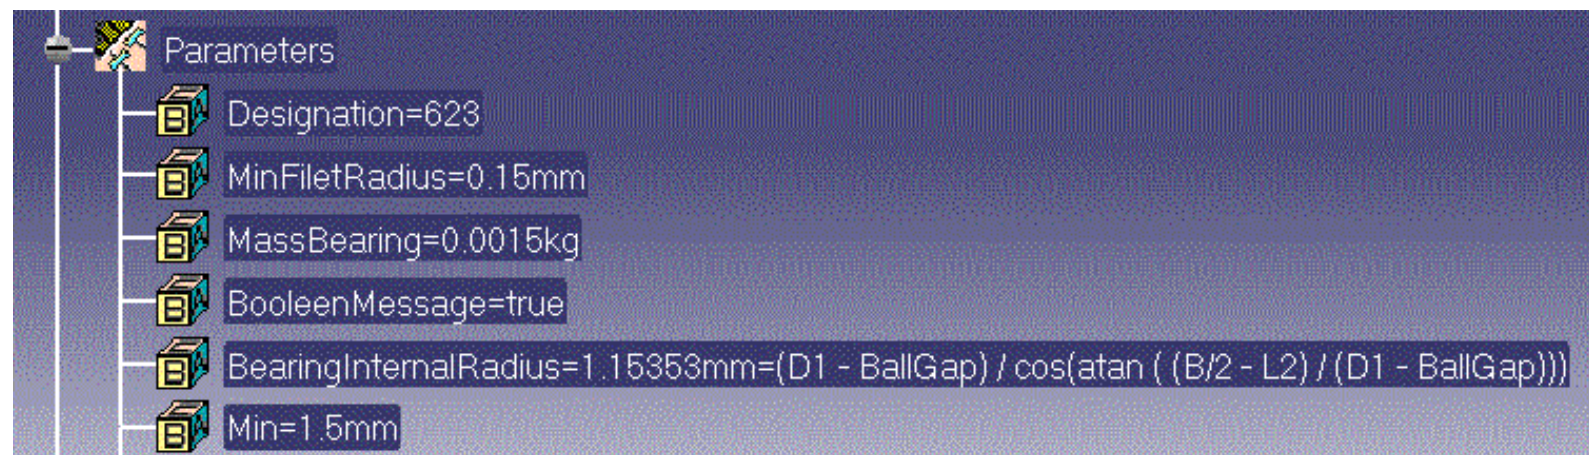 Parameters
Designation=623
MinFiletRadius=0.15mm
MassBearing=0.0015kg
BooleenMessage=true
BearingInternalRadius=1.15353mm=(D1 - BallGap) / cos(atan ( (B/2 - L2) / (D1 - BallGap)))
Min=1.5mm